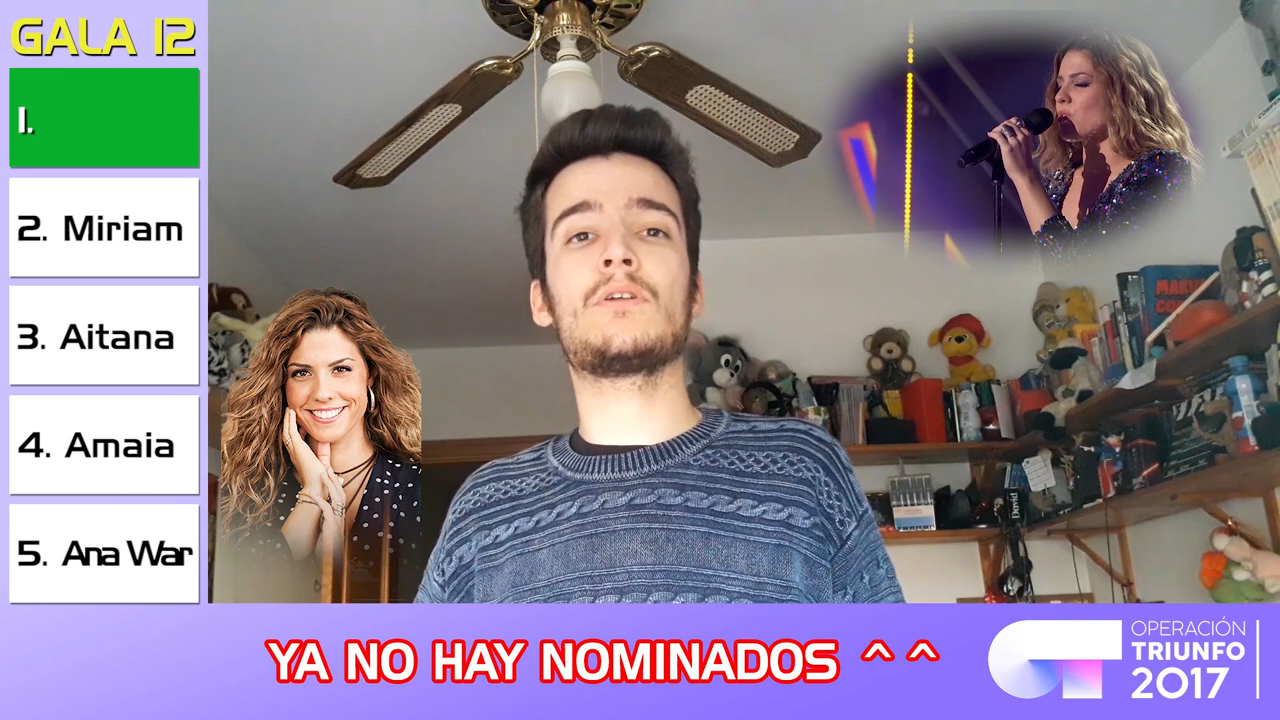 GALA 12
1.
2. Miriam
3. Aitana
4. Amaia
5. Ana War
David
YA NO HAY NOMINADOS ^^
OPERACIÓN
TRIUNFO
2017